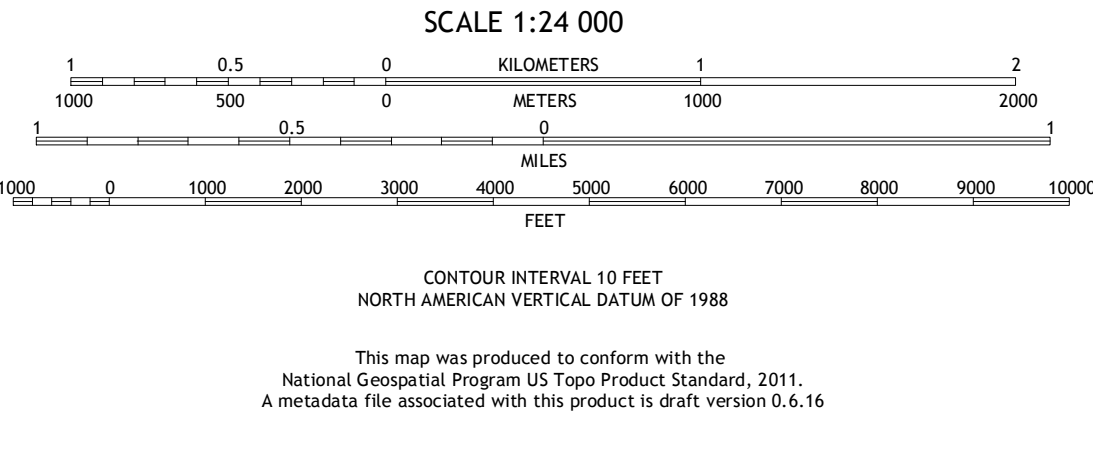 SCALE 1:24 000
1 0.5 0 KILOMETERS 1 2
1000 500 0 METERS 1000 2000
1 0.5 0 1
MILES
1000 0 1000 2000 3000 4000 5000 6000 7000 8000 9000 10000
FEET
CONTOUR INTERVAL 10 FEET
NORTH AMERICAN VERTICAL DATUM OF 1988
This map was produced to conform with the
National Geospatial Program US Topo Product Standard, 2011.
A metadata file associated with this product is draft version 0.6.16